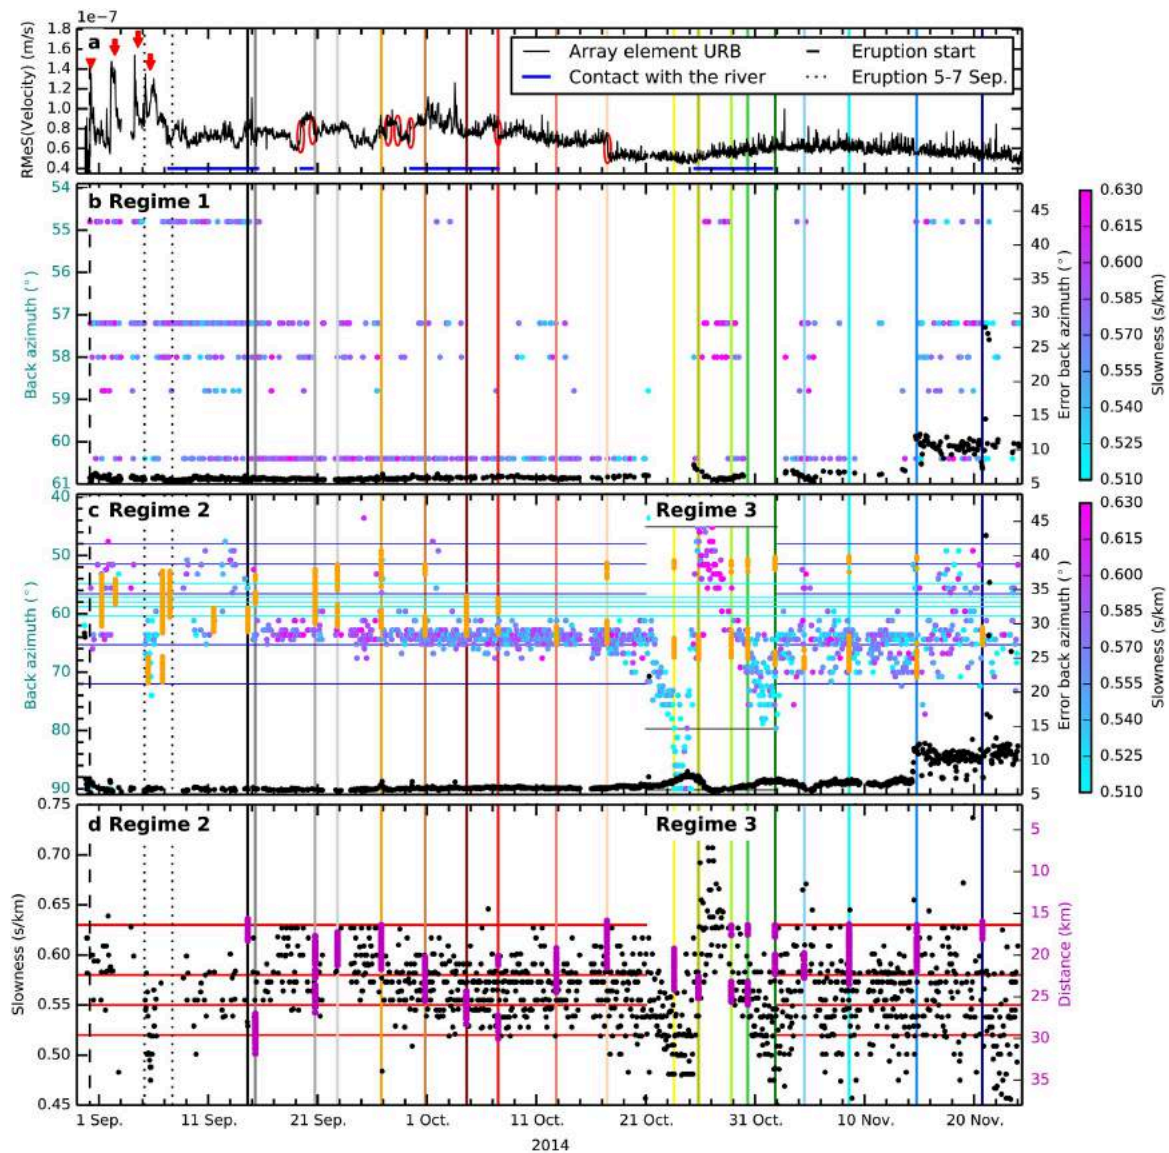 1e−7
1.8
1.6
1.4
1.2
1.0
0.8
0.6
0.4
RMeS(Velocity) (m/s)
a
Array element URB
Contact with the river
Eruption start
Eruption 5-7 Sep.
b Regime 1
54
55
56
57
58
59
60
61
Back azimuth (°)
45
40
35
30
25
20
15
10
5
Error back azimuth (°)
0.630
0.615
0.600
0.585
0.570
0.555
0.540
0.525
0.510
Slowness (s/km)
c Regime 2
Regime 3
40
50
60
70
80
90
Back azimuth (°)
45
40
35
30
25
20
15
10
5
Error back azimuth (°)
0.630
0.615
0.600
0.585
0.570
0.555
0.540
0.525
0.510
Slowness (s/km)
d Regime 2
Regime 3
0.75
0.70
0.65
0.60
0.55
0.50
0.45
Slowness (s/km)
5
10
15
20
25
30
35
Distance (km)
1 Sep.
11 Sep.
21 Sep.
1 Oct.
11 Oct.
21 Oct.
31 Oct.
10 Nov.
20 Nov.
2014